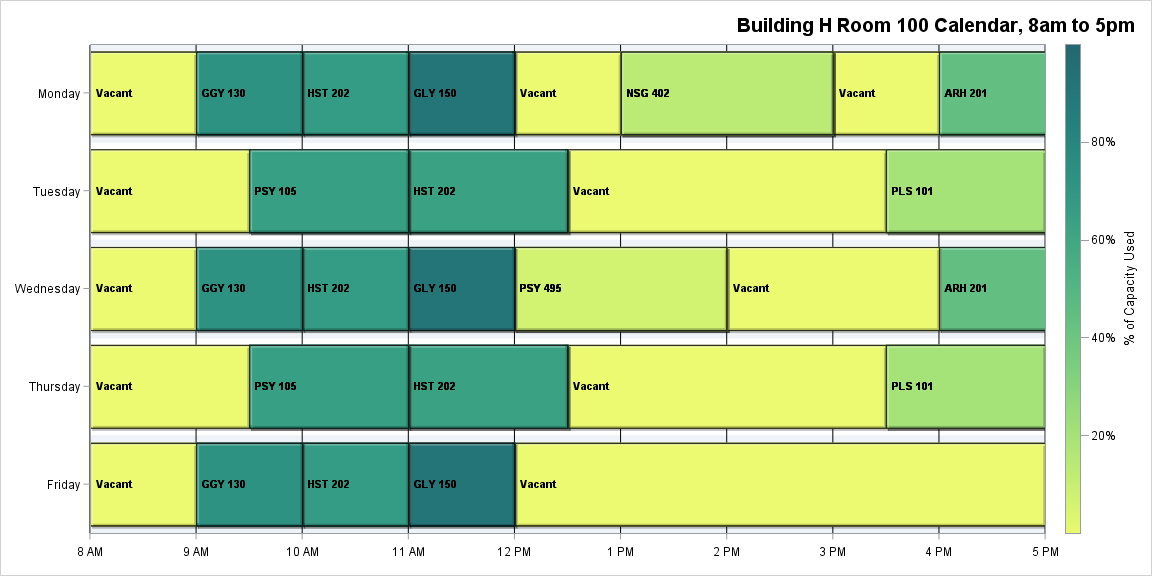 Building H Room 100 Calendar, 8am to 5pm
Monday
Vacant
GGY 130
HST 202
GLY 150
Vacant
NSG 402
Vacant
ARH 201
Tuesday
Vacant
PSY 105
HST 202
Vacant
PLS 101
Wednesday
Vacant
GGY 130
HST 202
GLY 150
PSY 495
Vacant
ARH 201
Thursday
Vacant
PSY 105
HST 202
Vacant
PLS 101
Friday
Vacant
GGY 130
HST 202
GLY 150
Vacant
8 AM
9 AM
10 AM
11 AM
12 PM
1 PM
2 PM
3 PM
4 PM
5 PM
80%
60%
40%
20%
% of Capacity Used